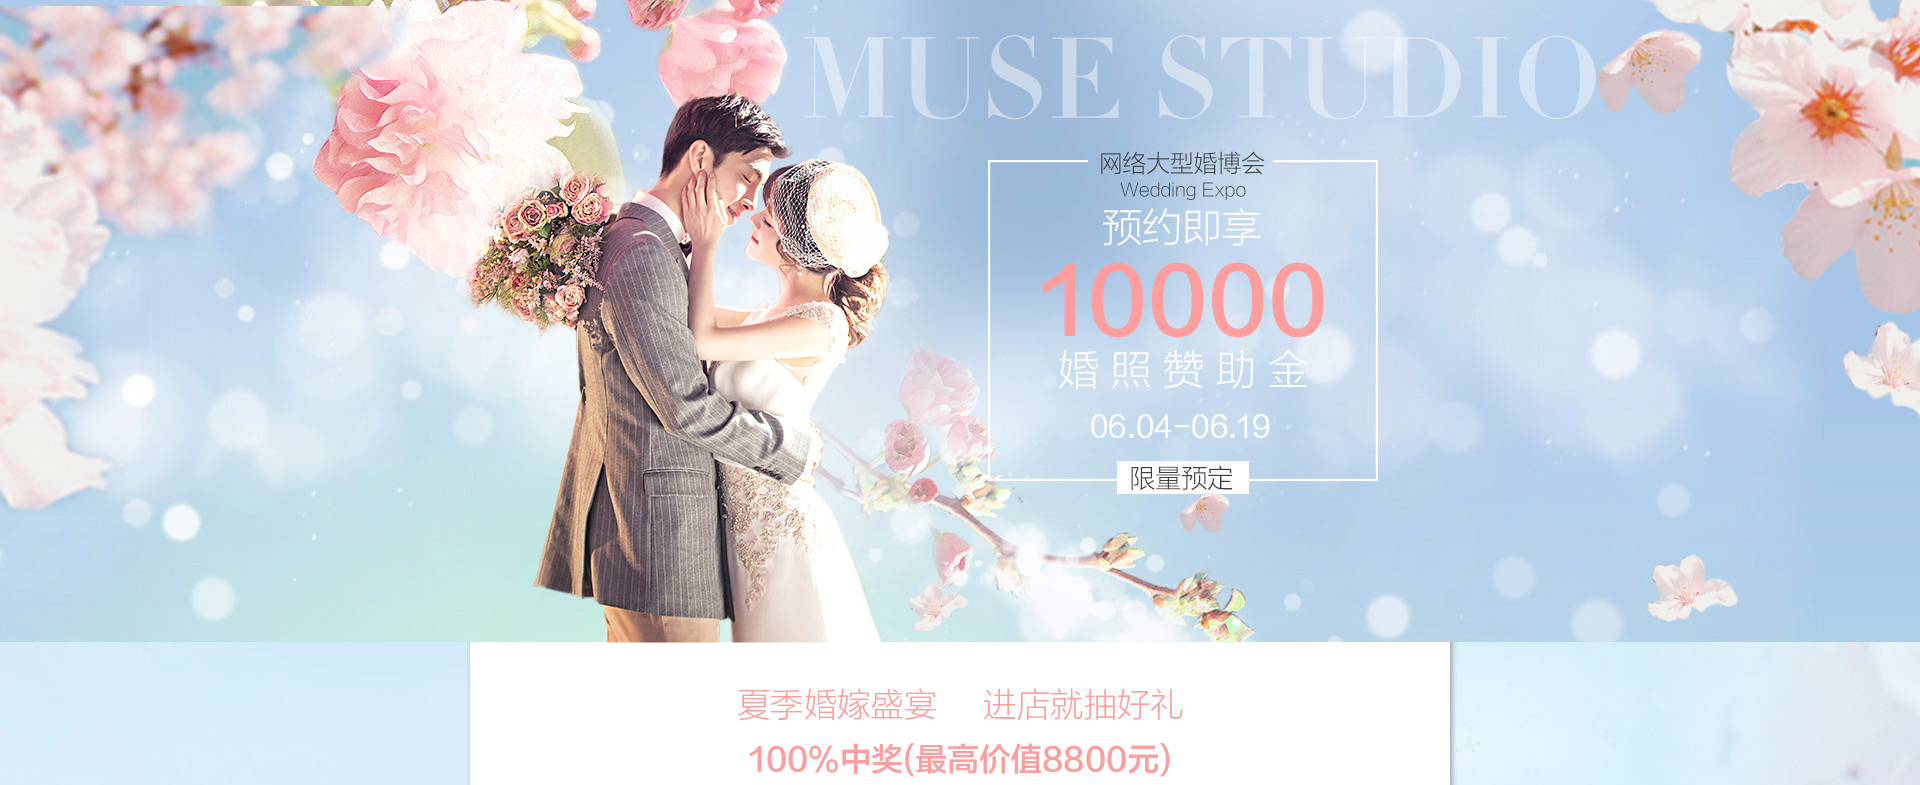 MUSE STUDIO
网络大型婚博会
Wedding Expo
预约即享
10000
婚照赞助金
06.04-06.19
限量预定
夏季婚嫁盛宴 进店就抽好礼
100%中奖(最高价值8800元)